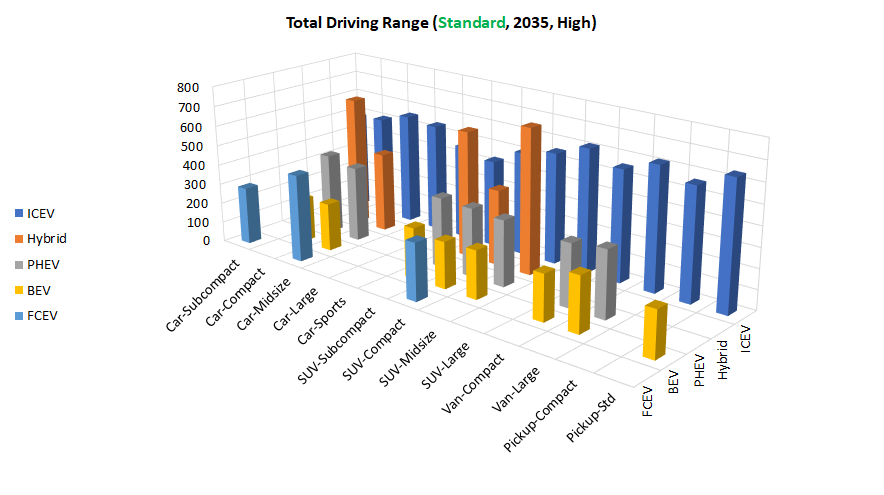 Total Driving Range (Standard, 2035, High)
800
700
600
500
400
300
200
100
0
ICEV
Hybrid
PHEV
BEV
FCEV
Car-Subcompact
Car-Compact
Car-Midsize
Car-Large
Car-Sports
SUV-Subcompact
SUV-Compact
SUV-Midsize
SUV-Large
Van-Compact
Van-Large
Pickup-Compact
Pickup-Std
FCEV
BEV
PHEV
Hybrid
ICEV